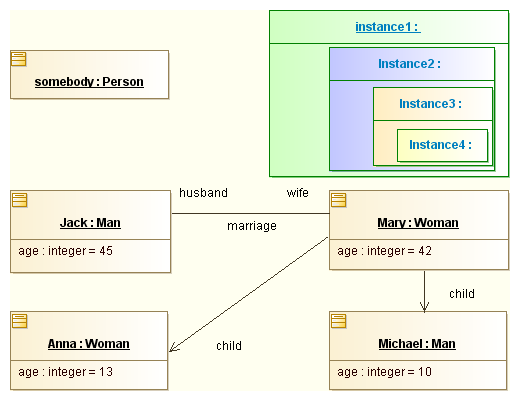 instance1 :
Instance2 :
somebody : Person
Instance3 :
Instance4 :
husband
wife
Jack : Man
marriage
Mary : Woman
age : integer = 45
age : integer = 42
child
Anna : Woman
child
Michael : Man
age : integer = 13
age : integer = 10